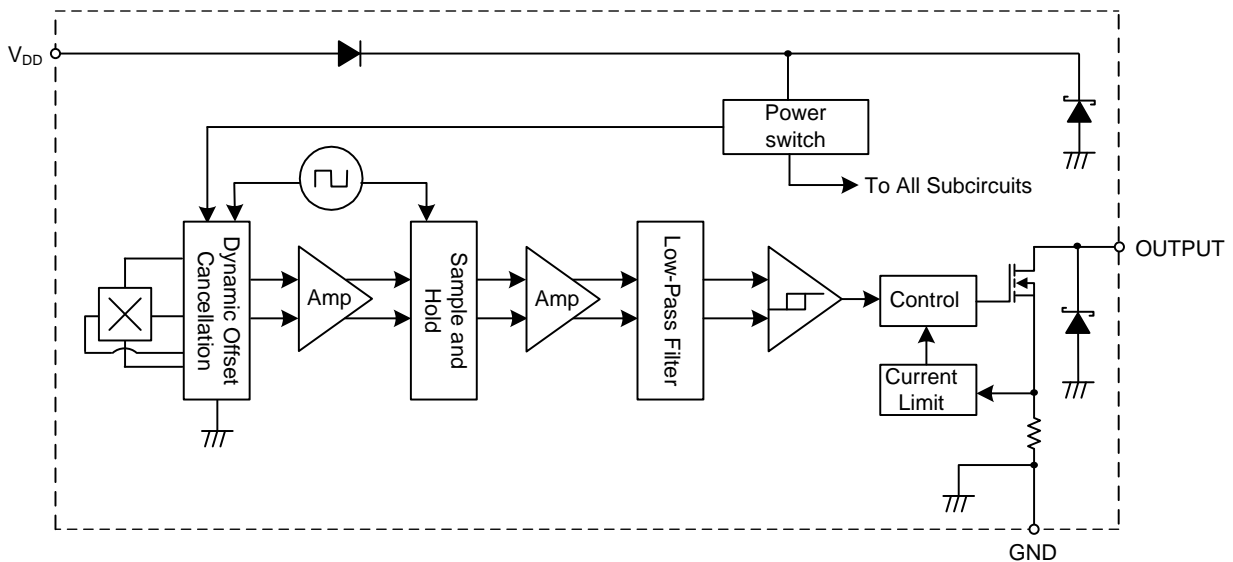 V_DD
Power
switch
To All Subcircuits
Dynamic Offset
Cancellation
Amp
Sample and
Hold
Amp
Low-Pass Filter
Control
OUTPUT
Current
Limit
GND